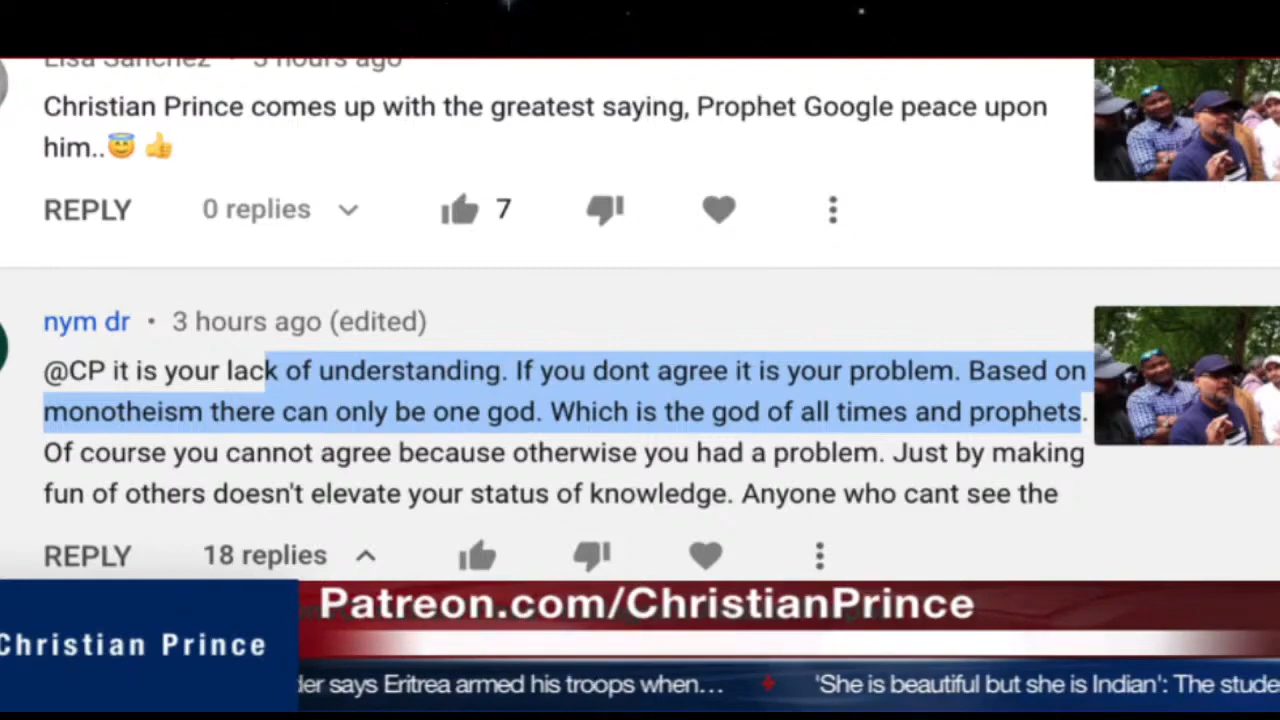 Lisa Sanchez • 3 hours ago
Christian Prince comes up with the greatest saying, Prophet Google peace upon
him..😇 👍
REPLY 0 replies 7
nym dr • 3 hours ago (edited)
@CP it is your lack of understanding. If you dont agree it is your problem. Based on
monotheism there can only be one god. Which is the god of all times and prophets.
Of course you cannot agree because otherwise you had a problem. Just by making
fun of others doesn't elevate your status of knowledge. Anyone who cant see the
REPLY 18 replies
Patreon.com/ChristianPrince
Christian Prince
der says Eritrea armed his troops when... 'She is beautiful but she is Indian': The stude